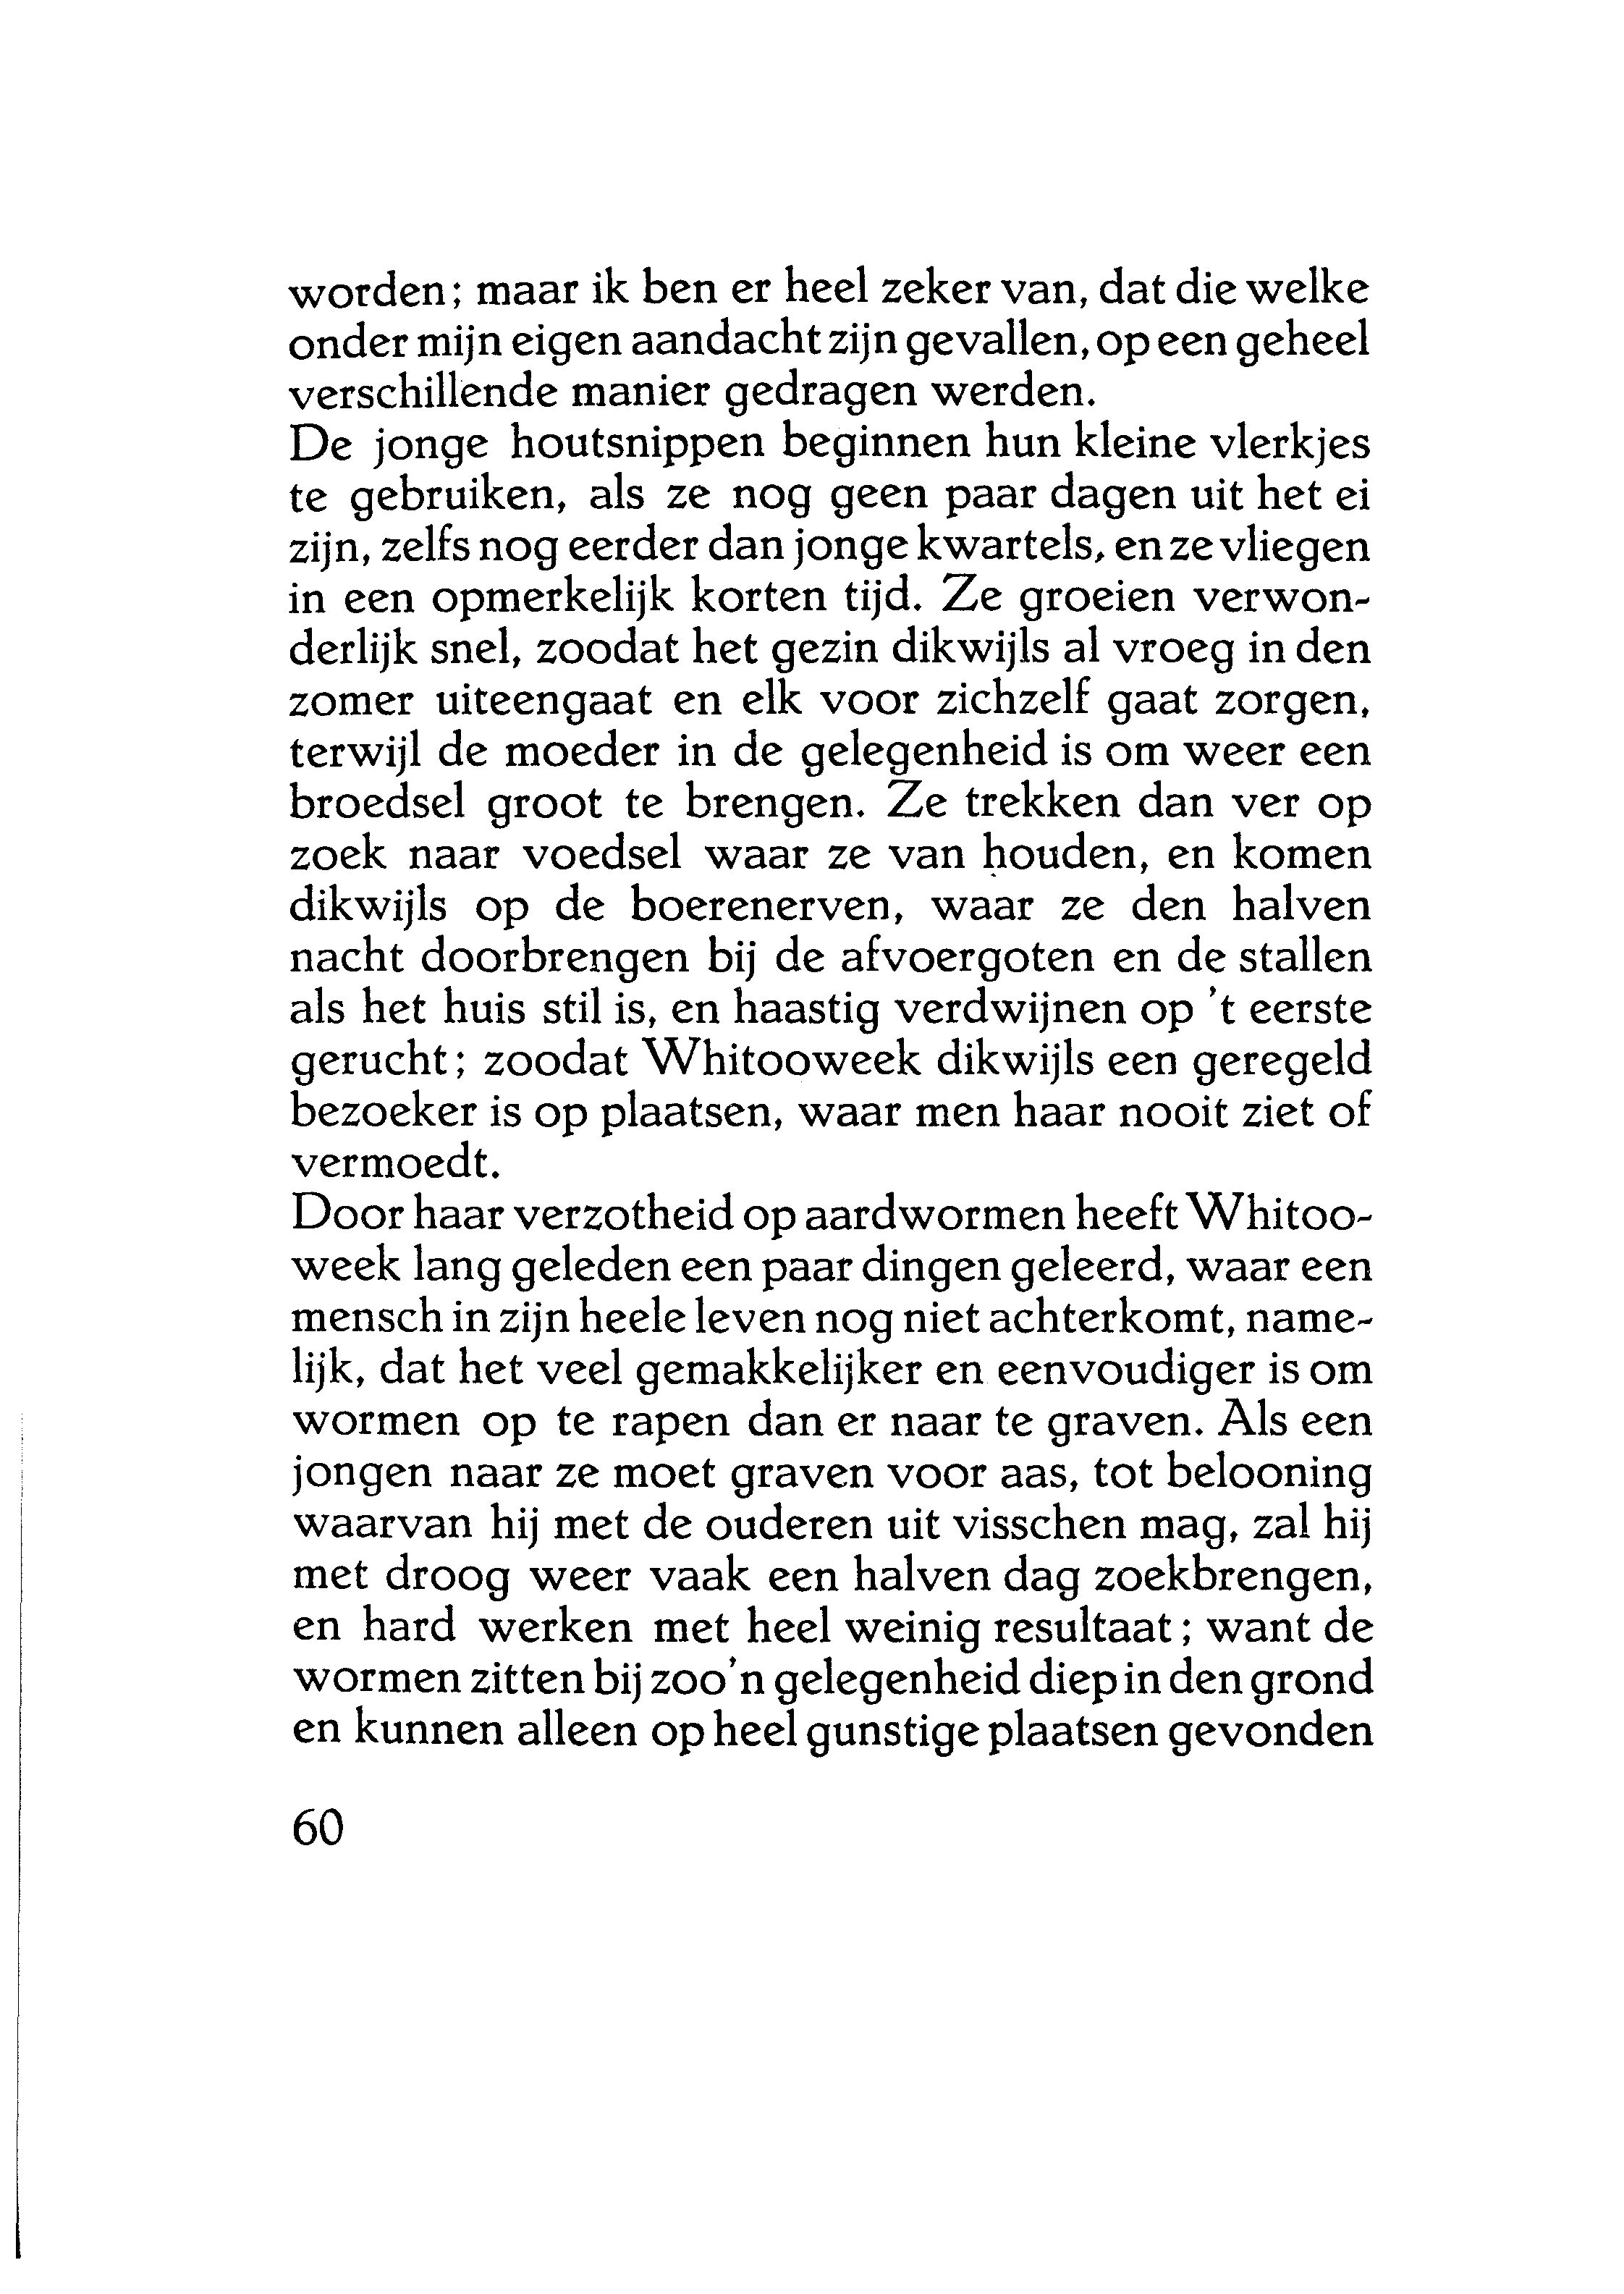 worden; maar ik ben er heel zeker van, dat die welke
onder mijn eigen aandacht zijn gevallen, op een geheel
verschillende manier gedragen werden.
De jonge houtsnippen beginnen hun kleine vlerkjes
te gebruiken, als ze nog geen paar dagen uit het ei
zijn, zelfs nog eerder dan jonge kwartels, en ze vliegen
in een opmerkelijk korten tijd. Ze groeien verwon-
derlijk snel, zoodat het gezin dikwijls al vroeg in den
zomer uiteengaat en elk voor zichzelf gaat zorgen,
terwijl de moeder in de gelegenheid is om weer een
broedsel groot te brengen. Ze trekken dan ver op
zoek naar voedsel waar ze van houden, en komen
dikwijls op de boerenerven, waar ze den halven
nacht doorbrengen bij de afvoergoten en de stallen
als het huis stil is, en haastig verdwijnen op 't eerste
gerucht; zoodat Whitooweek dikwijls een geregeld
bezoeker is op plaatsen, waar men haar nooit ziet of
vermoedt.
Door haar verzotheid op aardwormen heeft Whitoo-
week lang geleden een paar dingen geleerd, waar een
mensch in zijn heele leven nog niet achterkomt, name-
lijk, dat het veel gemakkelijker en eenvoudiger is om
wormen op te rapen dan er naar te graven. Als een
jongen naar ze moet graven voor aas, tot belooning
waarvan hij met de ouderen uit visschen mag, zal hij
met droog weer vaak een halven dag zoekbrengen,
en hard werken met heel weinig resultaat; want de
wormen zitten bij zoo'n gelegenheid diep in den grond
en kunnen alleen op heel gunstige plaatsen gevonden
60